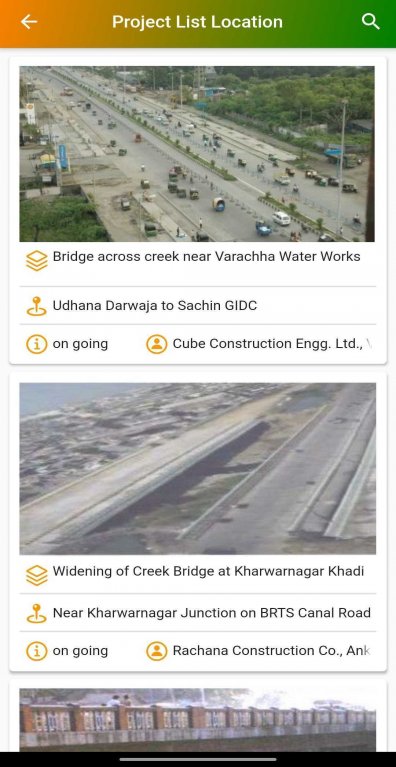 Project List Location
Bridge across creek near Varachha Water Works
Udhana Darwaja to Sachin GIDC
on going
Cube Construction Engg. Ltd.,
Widening of Creek Bridge at Kharwarnagar Khadi
Near Kharwarnagar Junction on BRTS Canal Road
on going
Rachana Construction Co., Ank